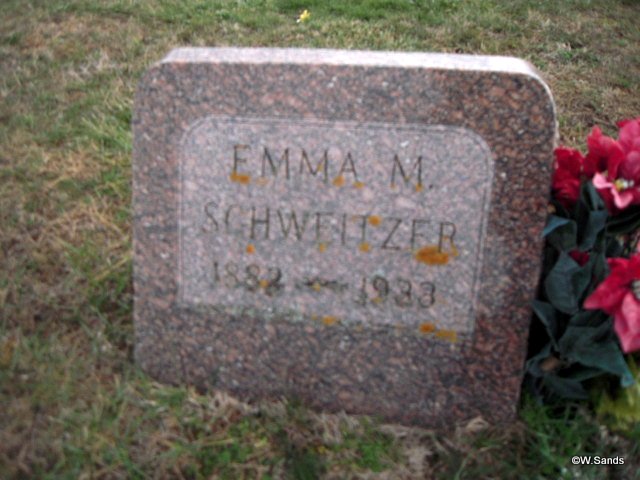 EMMA M.
SCHWEITZER
1882 1933
©W.Sands